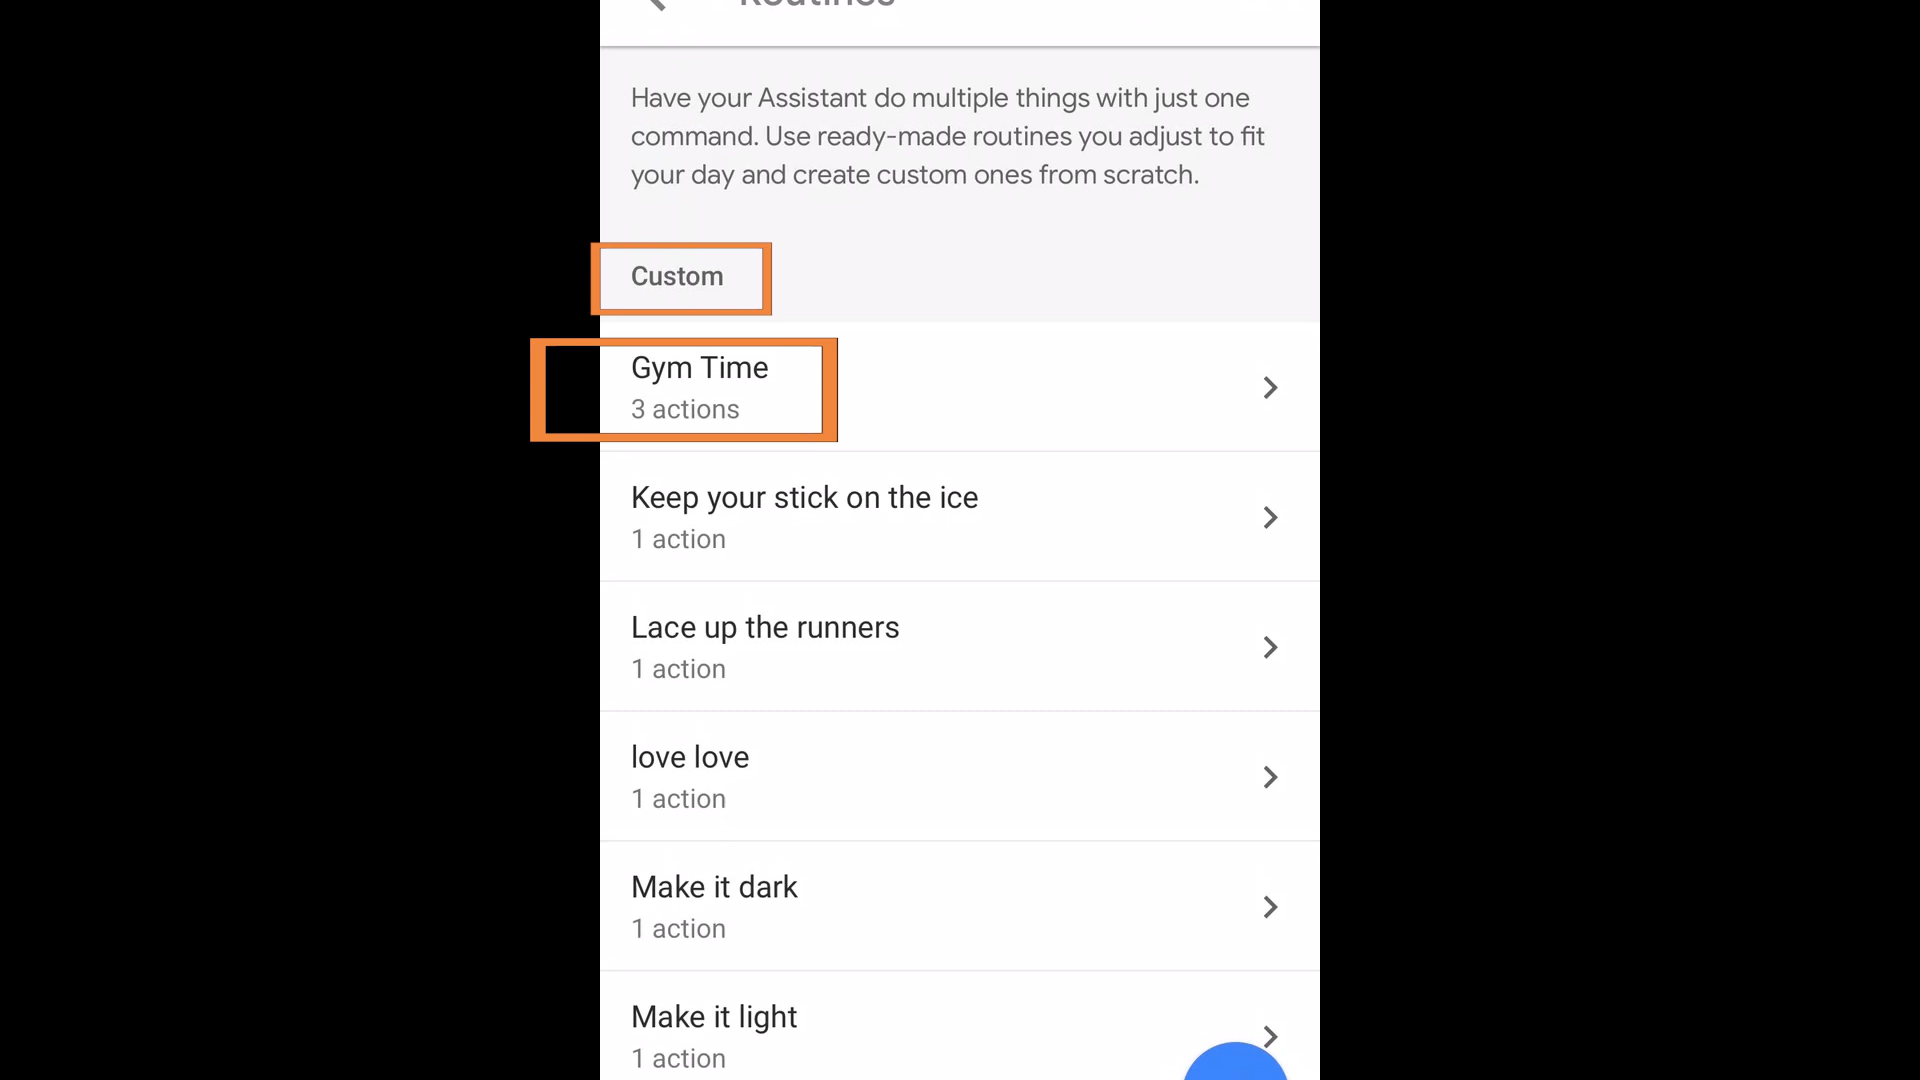 Routines
Have your Assistant do multiple things with just one
command. Use ready-made routines you adjust to fit
your day and create custom ones from scratch.
Custom
Gym Time
3 actions
Keep your stick on the ice
1 action
Lace up the runners
1 action
love love
1 action
Make it dark
1 action
Make it light
1 action